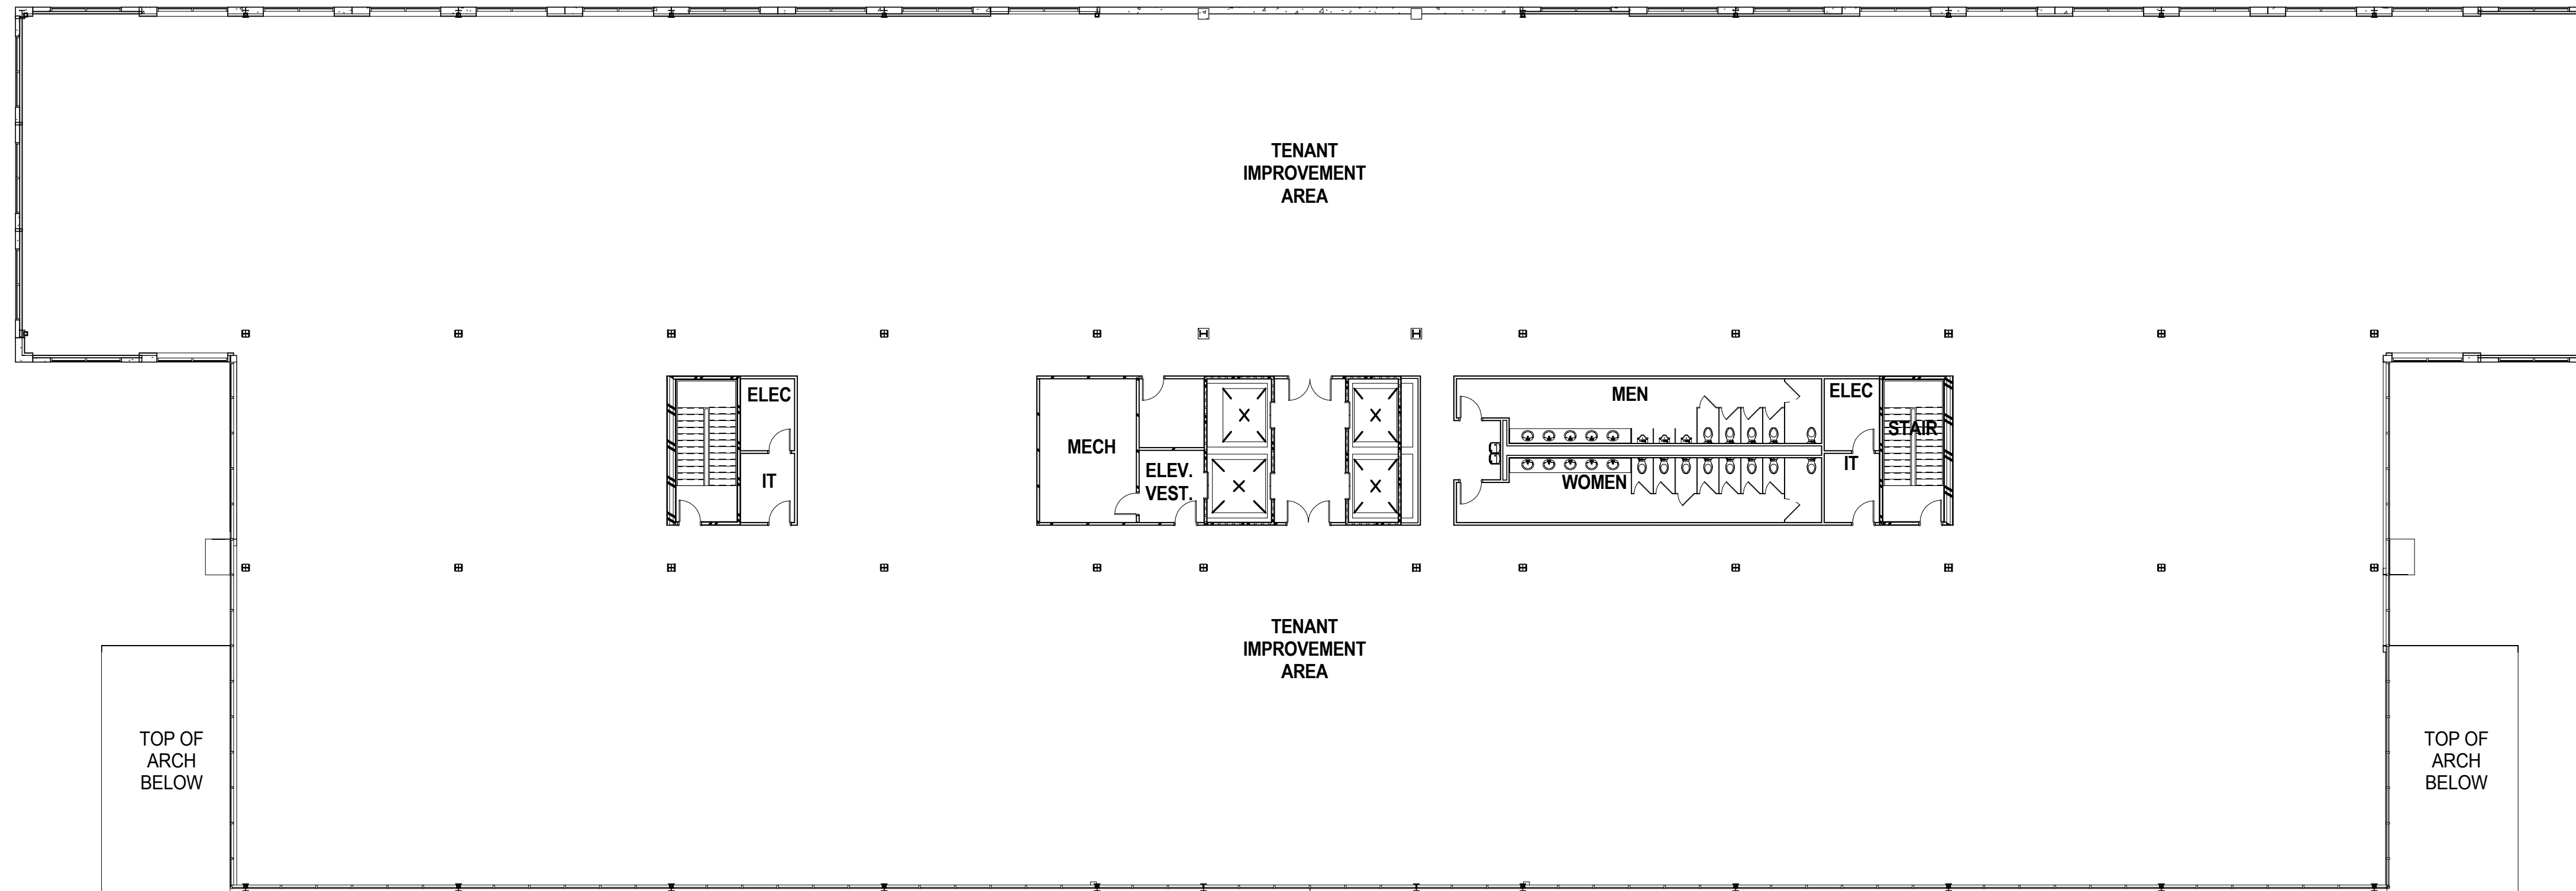 TENANT
IMPROVEMENT
AREA
ELEC
IT
MECH
ELEV.
VEST.
MEN
WOMEN
ELEC
IT
STAIR
TENANT
IMPROVEMENT
AREA
TOP OF
ARCH
BELOW
TOP OF
ARCH
BELOW